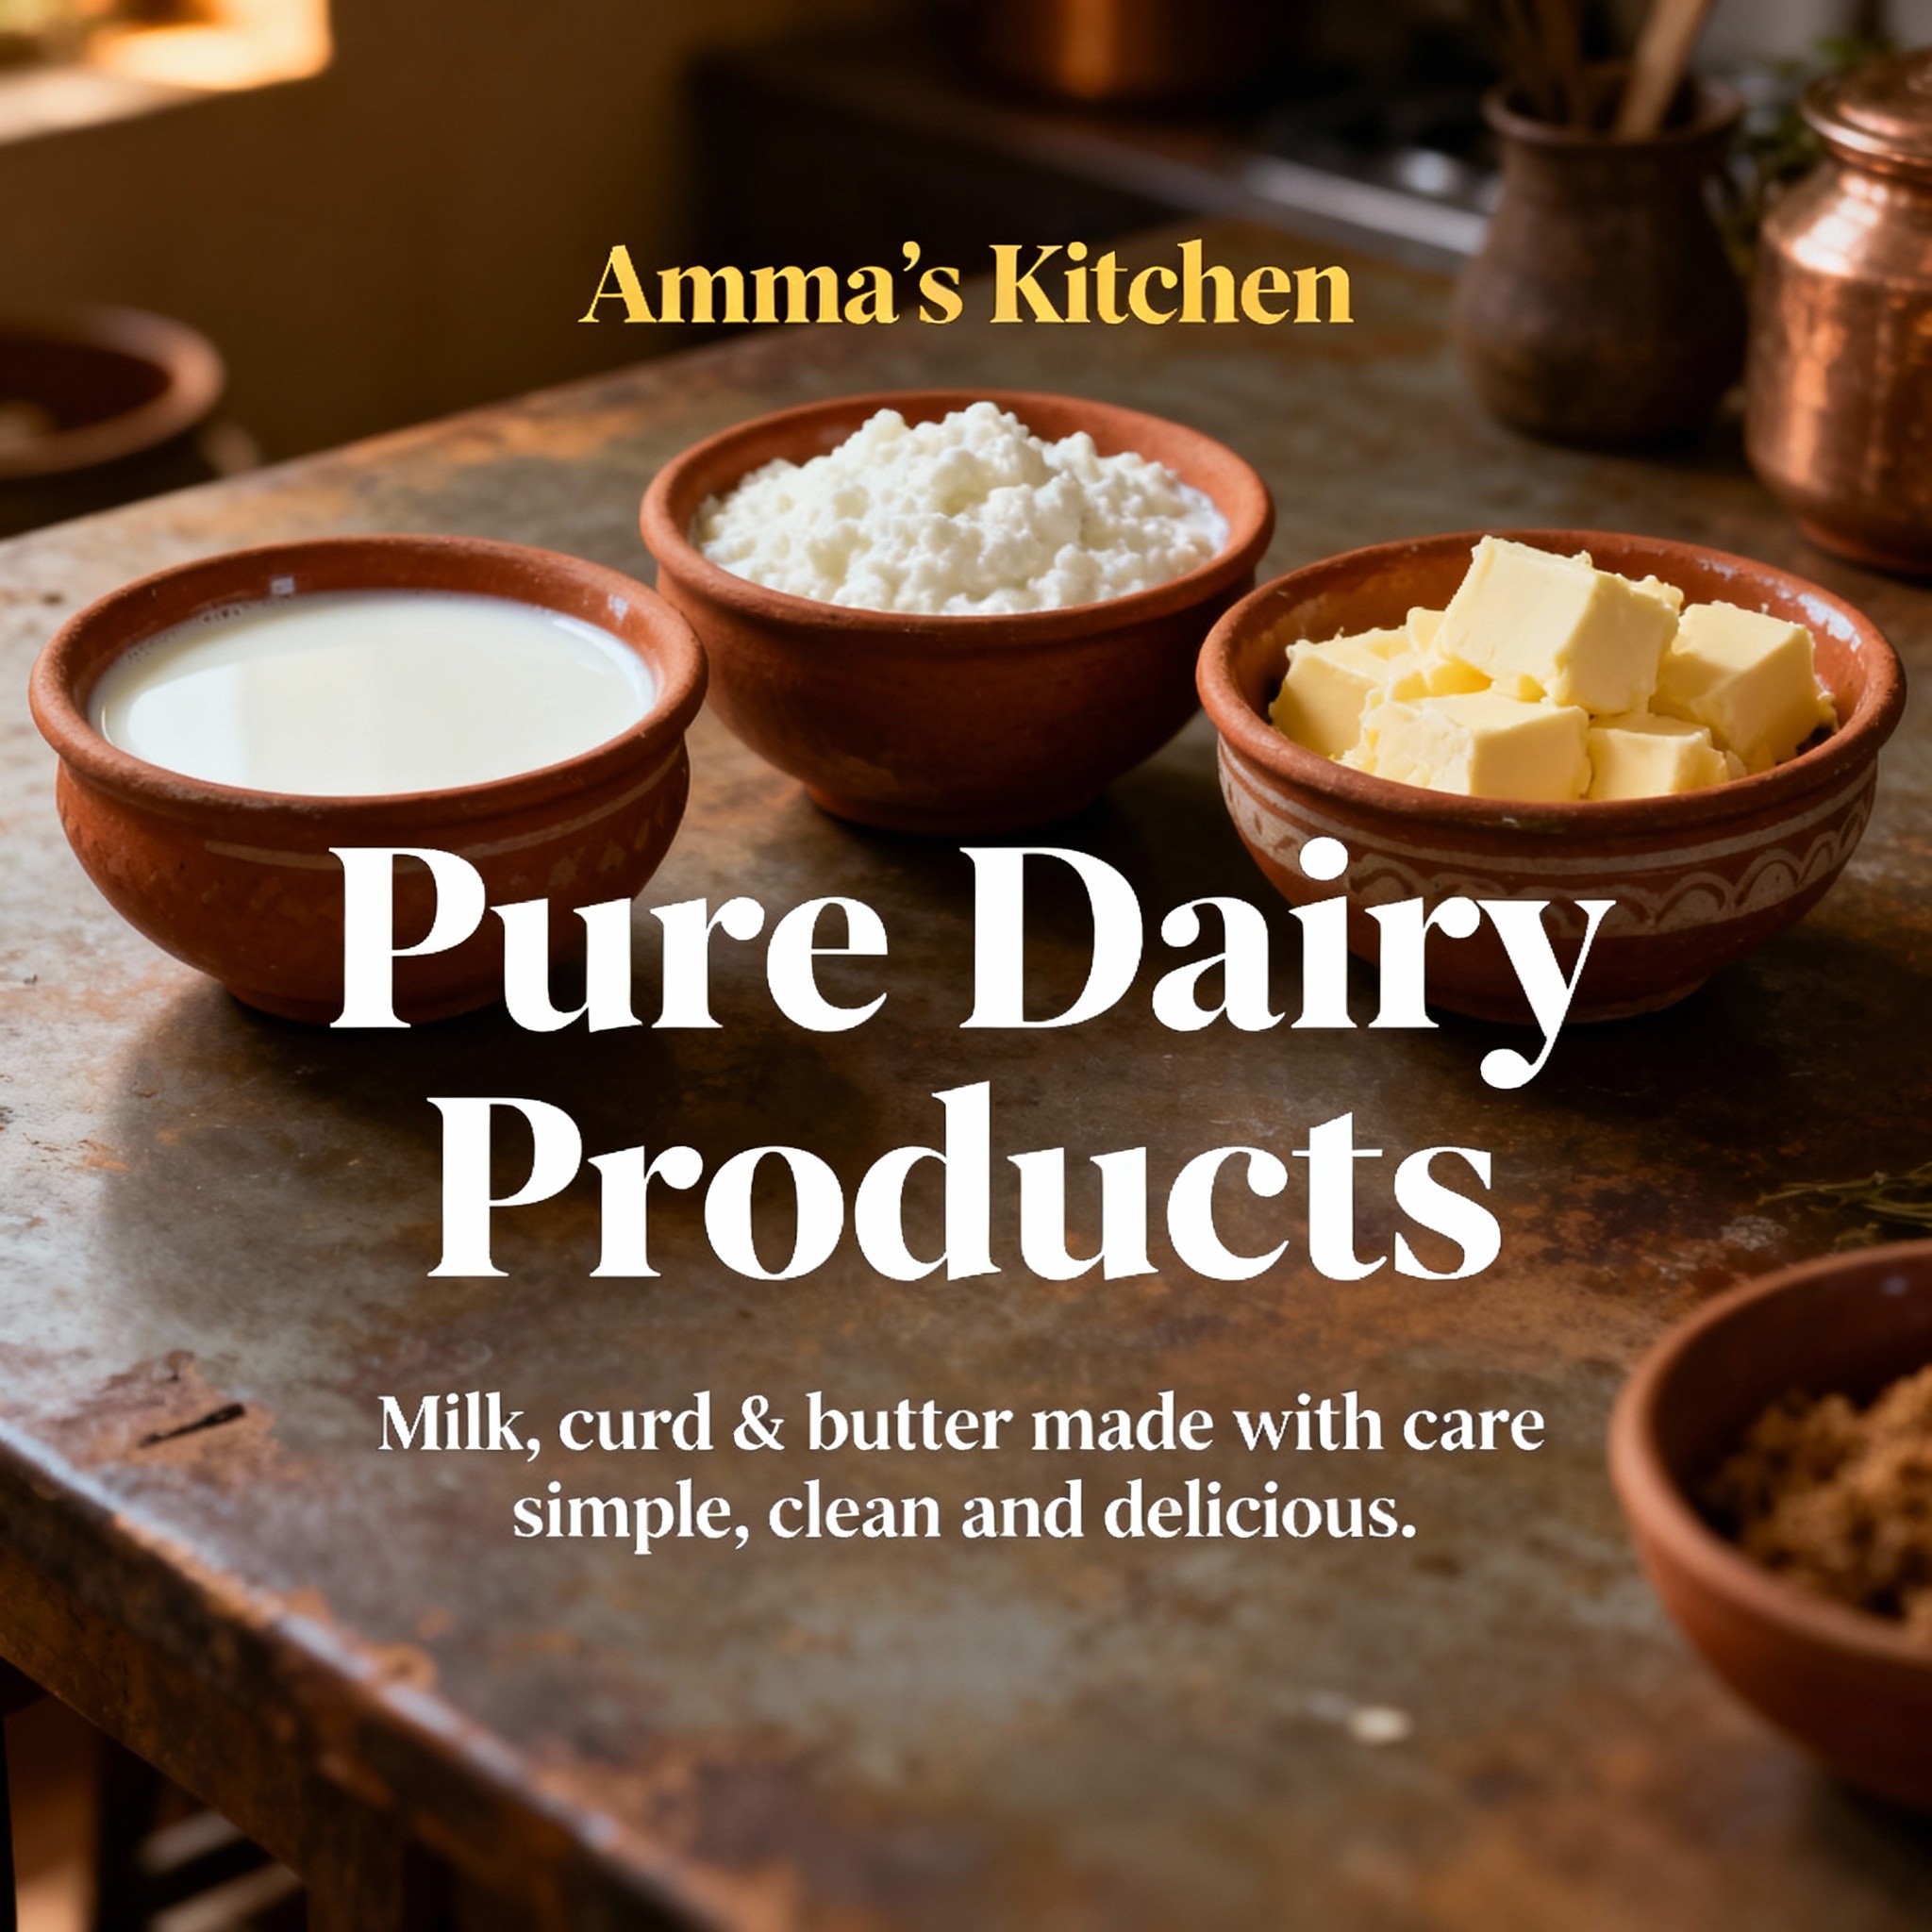 Amma’s Kitchen
Pure Dairy
Products
Milk, curd & butter made with care
simple, clean and delicious.